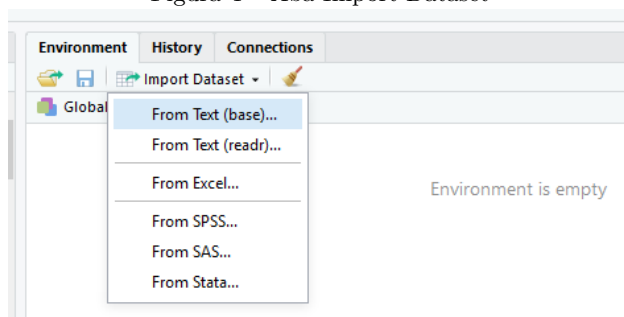 Environment History Connections
Import Dataset
Global
From Text (base)...
From Text (readr)...
From Excel...
Environment is empty
From SPSS...
From SAS...
From Stata...